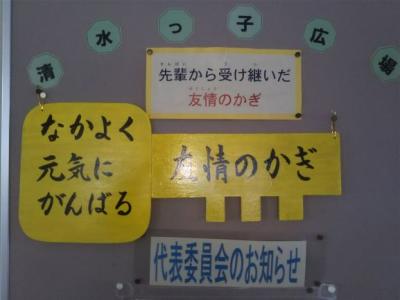 清水っ子広場
先輩から受け継いだ
友情のかぎ
なかよく
元気に
がんばる
友情のかぎ
代表委員会のお知らせ